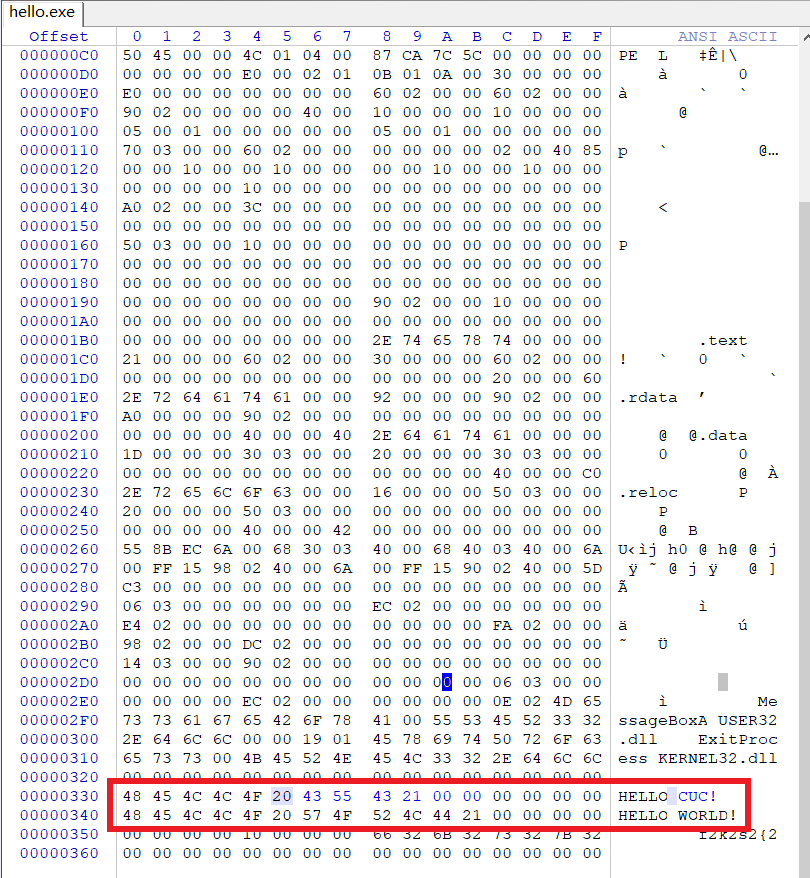 hello.exe
Offset 0 1 2 3 4 5 6 7 8 9 A B C D E F ANSI ASCII
000000C0 50 45 00 00 4C 01 04 00 87 CA 7C 5C 00 00 00 00 PE L ‡Ê|\
000000D0 00 00 00 00 E0 00 02 01 0B 01 0A 00 30 00 00 00 à 0
000000E0 E0 00 00 00 00 00 00 00 60 02 00 00 60 02 00 00 à ` `
000000F0 90 02 00 00 00 00 40 00 10 00 00 00 10 00 00 00 @
00000100 05 00 01 00 00 00 00 00 05 00 01 00 00 00 00 00
00000110 70 03 00 00 60 02 00 00 00 00 00 00 02 00 40 85 p ` @…
00000120 00 00 10 00 00 10 00 00 00 00 10 00 00 10 00 00
00000130 00 00 00 00 10 00 00 00 00 00 00 00 00 00 00 00
00000140 A0 02 00 00 3C 00 00 00 00 00 00 00 00 00 00 00 <
00000150 00 00 00 00 00 00 00 00 00 00 00 00 00 00 00 00
00000160 50 03 00 00 10 00 00 00 00 00 00 00 00 00 00 00 P
00000170 00 00 00 00 00 00 00 00 00 00 00 00 00 00 00 00
00000180 00 00 00 00 00 00 00 00 00 00 00 00 00 00 00 00
00000190 00 00 00 00 00 00 00 00 90 02 00 00 10 00 00 00
000001A0 00 00 00 00 00 00 00 00 00 00 00 00 00 00 00 00
000001B0 00 00 00 00 00 00 00 00 2E 74 65 78 74 00 00 00 .text
000001C0 21 00 00 00 60 02 00 00 30 00 00 00 60 02 00 00 ! ` 0 `
000001D0 00 00 00 00 00 00 00 00 00 00 00 00 20 00 00 60 `
000001E0 2E 72 64 61 74 61 00 00 92 00 00 00 90 02 00 00 .rdata ’
000001F0 A0 00 00 00 90 02 00 00 00 00 00 00 00 00 00 00
00000200 00 00 00 00 40 00 00 40 2E 64 61 74 61 00 00 00 @ @.data
00000210 1D 00 00 00 30 03 00 00 20 00 00 00 30 03 00 00 0 0
00000220 00 00 00 00 00 00 00 00 00 00 00 00 40 00 00 C0 @ À
00000230 2E 72 65 6C 6F 63 00 00 16 00 00 00 50 03 00 00 .reloc P
00000240 20 00 00 00 50 03 00 00 00 00 00 00 00 00 00 00 P
00000250 00 00 00 00 40 00 00 42 00 00 00 00 00 00 00 00 @ B
00000260 55 8B EC 6A 00 68 30 03 40 00 68 40 03 40 00 6A U‹ìj h0 @ h@ @ j
00000270 00 FF 15 98 02 40 00 6A 00 FF 15 90 02 40 00 5D ÿ ˜ @ j ÿ @ ]
00000280 C3 00 00 00 00 00 00 00 00 00 00 00 00 00 00 00 Ã
00000290 06 03 00 00 00 00 00 00 EC 02 00 00 00 00 00 00 ì
000002A0 E4 02 00 00 00 00 00 00 00 00 00 00 FA 02 00 00 ä ú
000002B0 98 02 00 00 DC 02 00 00 00 00 00 00 00 00 00 00 ˜ Ü
000002C0 14 03 00 00 90 02 00 00 00 00 00 00 00 00 00 00
000002D0 00 00 00 00 00 00 00 00 00 00 00 00 06 03 00 00
000002E0 00 00 00 00 EC 02 00 00 00 00 00 00 0E 02 4D 65 ì Me
000002F0 73 73 61 67 65 42 6F 78 41 00 55 53 45 52 33 32 ssageBoxA USER32
00000300 2E 64 6C 6C 00 00 19 01 45 78 69 74 50 72 6F 63 .dll ExitProc
00000310 65 73 73 00 4B 45 52 4E 45 4C 33 32 2E 64 6C 6C ess KERNEL32.dll
00000320 00 00 00 00 00 00 00 00 00 00 00 00 00 00 00 00
00000330 48 45 4C 4C 4F 20 43 55 43 21 00 00 00 00 00 00 HELLO CUC!
00000340 48 45 4C 4C 4F 20 57 4F 52 4C 44 21 00 00 00 00 HELLO WORLD!
00000350 00 00 00 00 10 00 00 00 66 32 6B 32 73 32 7B 32 f2k2s2{2
00000360 00 00 00 00 00 00 00 00 00 00 00 00 00 00 00 00